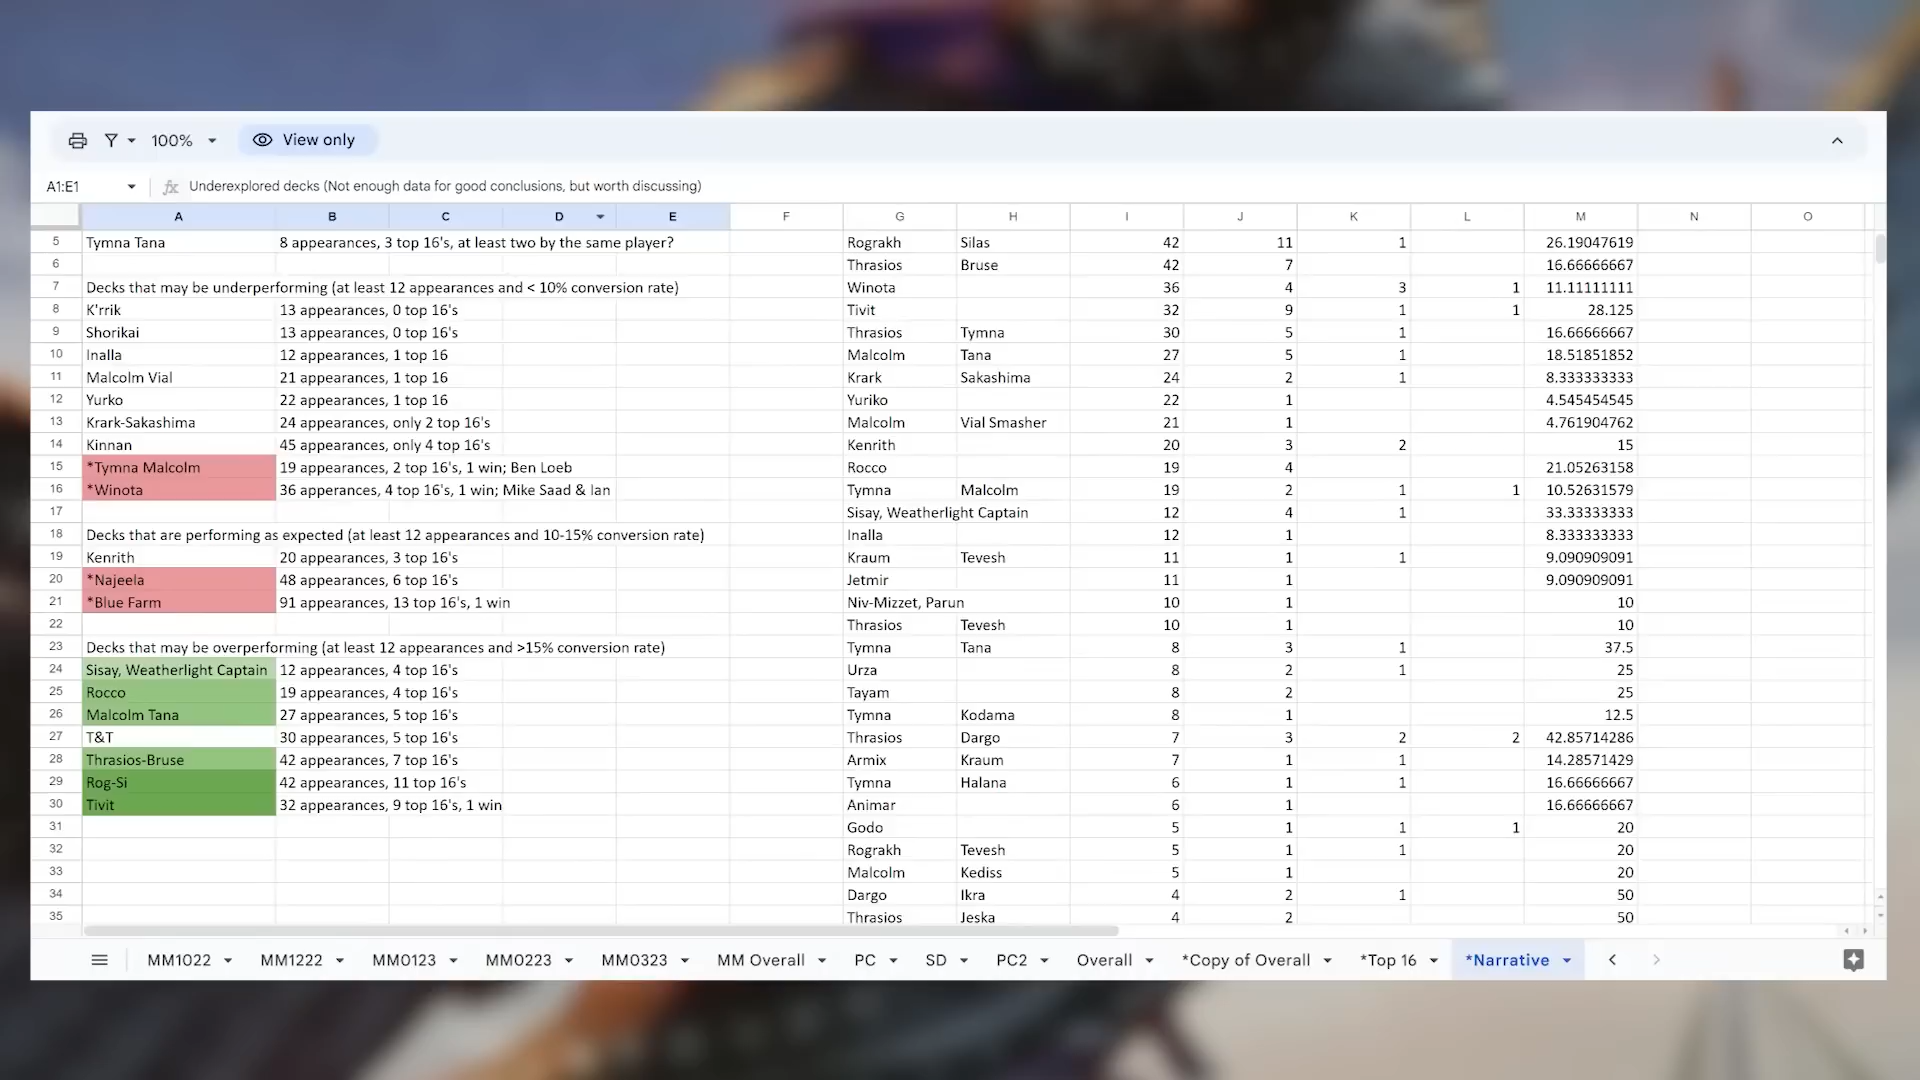 100% View only
A1:E1 fx Underexplored decks (Not enough data for good conclusions, but worth discussing)
A B C D E F G H I J K L M N O
5 Tymna Tana 8 appearances, 3 top 16's, at least two by the same player? Rograkh Silas 42 11 1 26.19047619
6 Thrasios Bruse 42 7 16.66666667
7 Decks that may be underperforming (at least 12 appearances and < 10% conversion rate) Winota 36 4 3 1 11.11111111
8 K'rrik 13 appearances, 0 top 16's Tivit 32 9 1 1 28.125
9 Shorikai 13 appearances, 0 top 16's Thrasios Tymna 30 5 1 16.66666667
10 Inalla 12 appearances, 1 top 16 Malcolm Tana 27 5 1 18.51851852
11 Malcolm Vial 21 appearances, 1 top 16 Krark Sakashima 24 2 1 8.333333333
12 Yurko 22 appearances, 1 top 16 Yuriko 22 1 4.545454545
13 Krark-Sakashima 24 appearances, only 2 top 16's Malcolm Vial Smasher 21 1 4.761904762
14 Kinnan 45 appearances, only 4 top 16's Kenrith 20 3 2 15
15 *Tymna Malcolm 19 appearances, 2 top 16's, 1 win; Ben Loeb Rocco 19 4 21.05263158
16 *Winota 36 apperances, 4 top 16's, 1 win; Mike Saad & Ian Tymna Malcolm 19 2 1 1 10.52631579
17 Sisay, Weatherlight Captain 12 4 1 33.33333333
18 Decks that are performing as expected (at least 12 appearances and 10-15% conversion rate) Inalla 12 1 8.333333333
19 Kenrith 20 appearances, 3 top 16's Kraum Tevesh 11 1 1 9.090909091
20 *Najeela 48 appearances, 6 top 16's Jetmir 11 1 9.090909091
21 *Blue Farm 91 appearances, 13 top 16's, 1 win Niv-Mizzet, Parun 10 1 10
22 Thrasios Tevesh 10 1 10
23 Decks that may be overperforming (at least 12 appearances and >15% conversion rate) Tymna Tana 8 3 1 37.5
24 Sisay, Weatherlight Captain 12 appearances, 4 top 16's Urza 8 2 1 25
25 Rocco 19 appearances, 4 top 16's Tayam 8 2 25
26 Malcolm Tana 27 appearances, 5 top 16's Tymna Kodama 8 1 12.5
27 T&T 30 appearances, 5 top 16's Thrasios Dargo 7 3 2 2 42.85714286
28 Thrasios-Bruse 42 appearances, 7 top 16's Armix Kraum 7 1 1 14.28571429
29 Rog-Si 42 appearances, 11 top 16's Tymna Halana 6 1 1 16.66666667
30 Tivit 32 appearances, 9 top 16's, 1 win Animar 6 1 16.66666667
31 Godo 5 1 1 1 20
32 Rograkh Tevesh 5 1 1 20
33 Malcolm Kediss 5 1 20
34 Dargo Ikra 4 2 1 50
35 Thrasios Jeska 4 2 50
MM1022 MM1222 MM0123 MM0223 MM0323 MM Overall PC SD PC2 Overall *Copy of Overall *Top 16 *Narrative